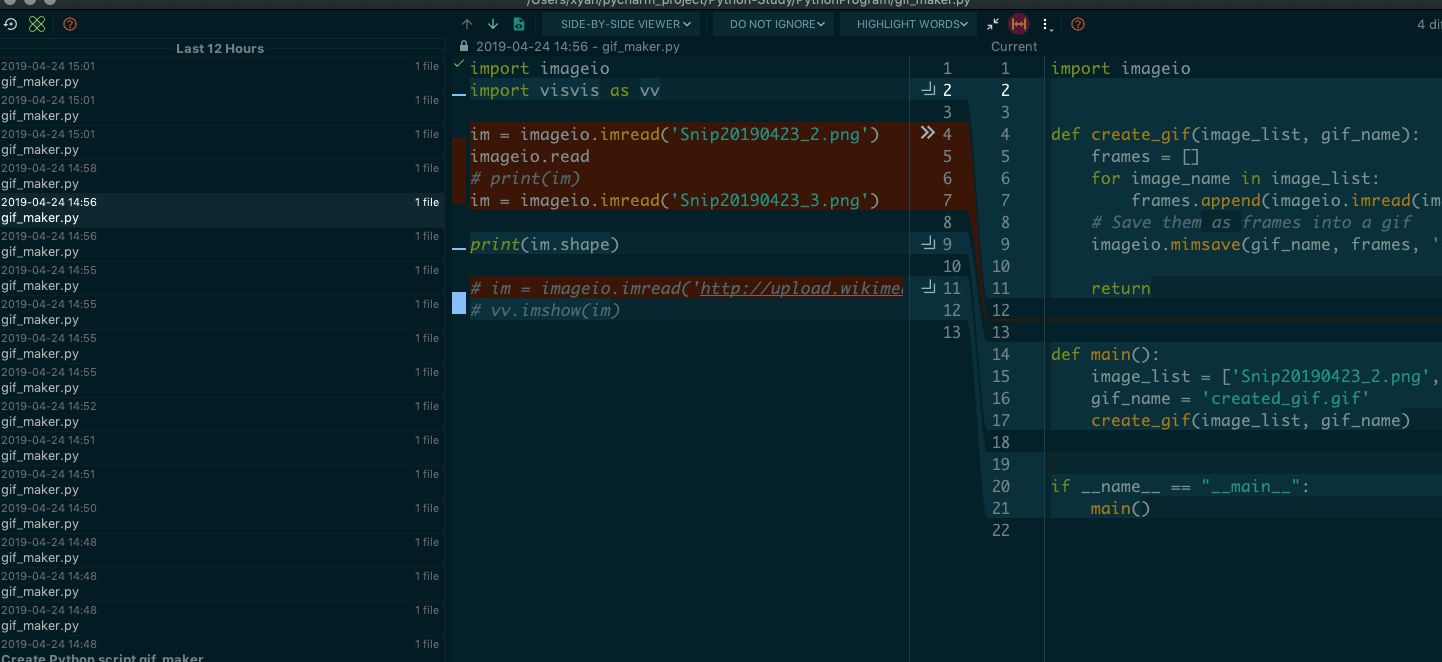 /Users/xyan/pycharm_project/Python-Study/PythonProgram/gif_maker.py
SIDE-BY-SIDE VIEWER
DO NOT IGNORE
HIGHLIGHT WORDS
4 dif
Last 12 Hours
2019-04-24 15:01 1 file
gif_maker.py
2019-04-24 15:01 1 file
gif_maker.py
2019-04-24 15:01 1 file
gif_maker.py
2019-04-24 14:58 1 file
gif_maker.py
2019-04-24 14:56 1 file
gif_maker.py
2019-04-24 14:56 1 file
gif_maker.py
2019-04-24 14:55 1 file
gif_maker.py
2019-04-24 14:55 1 file
gif_maker.py
2019-04-24 14:55 1 file
gif_maker.py
2019-04-24 14:55 1 file
gif_maker.py
2019-04-24 14:52 1 file
gif_maker.py
2019-04-24 14:51 1 file
gif_maker.py
2019-04-24 14:51 1 file
gif_maker.py
2019-04-24 14:50 1 file
gif_maker.py
2019-04-24 14:48 1 file
gif_maker.py
2019-04-24 14:48 1 file
gif_maker.py
2019-04-24 14:48 1 file
gif_maker.py
2019-04-24 14:48 1 file
Create Python script gif_maker
2019-04-24 14:56 - gif_maker.py
import imageio 1
import visvis as vv 2
3
im = imageio.imread('Snip20190423_2.png') 4
imageio.read 5
# print(im) 6
im = imageio.imread('Snip20190423_3.png') 7
8
print(im.shape) 9
10
# im = imageio.imread('http://upload.wikimed 11
# vv.imshow(im) 12
13
Current
1 import imageio
2
3
4 def create_gif(image_list, gif_name):
5 frames = []
6 for image_name in image_list:
7 frames.append(imageio.imread(im
8 # Save them as frames into a gif
9 imageio.mimsave(gif_name, frames, '
10
11 return
12
13
14 def main():
15 image_list = ['Snip20190423_2.png',
16 gif_name = 'created_gif.gif'
17 create_gif(image_list, gif_name)
18
19
20 if __name__ == "__main__":
21 main()
22